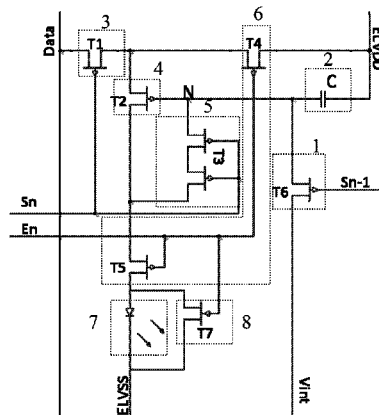 Data
3
6
ELVDD
T1
T4
2
4
C
T2
N
5
T3
1
Sn
T6
Sn-1
En
T5
7
8
T7
ELVSS
Vint